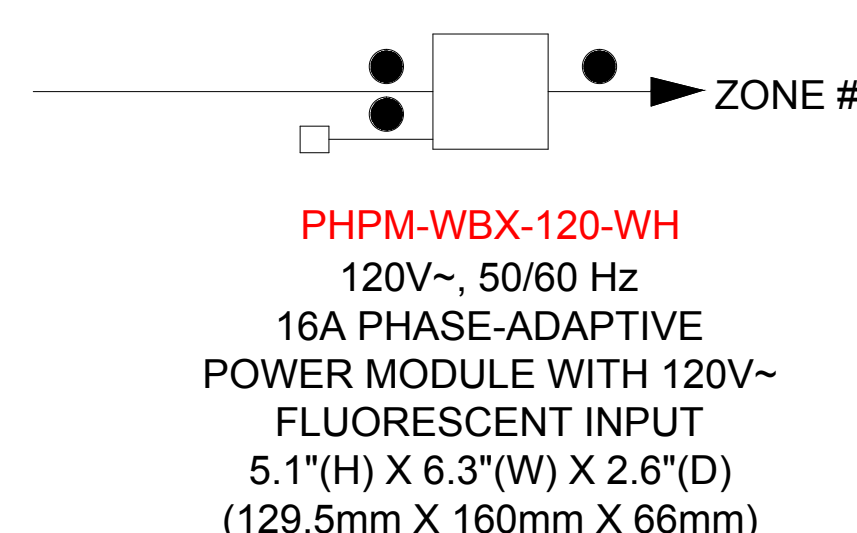 ZONE #
PHPM-WBX-120-WH
120V~, 50/60 Hz
16A PHASE-ADAPTIVE
POWER MODULE WITH 120V~
FLUORESCENT INPUT
5.1"(H) X 6.3"(W) X 2.6"(D)
(129.5mm X 160mm X 66mm)